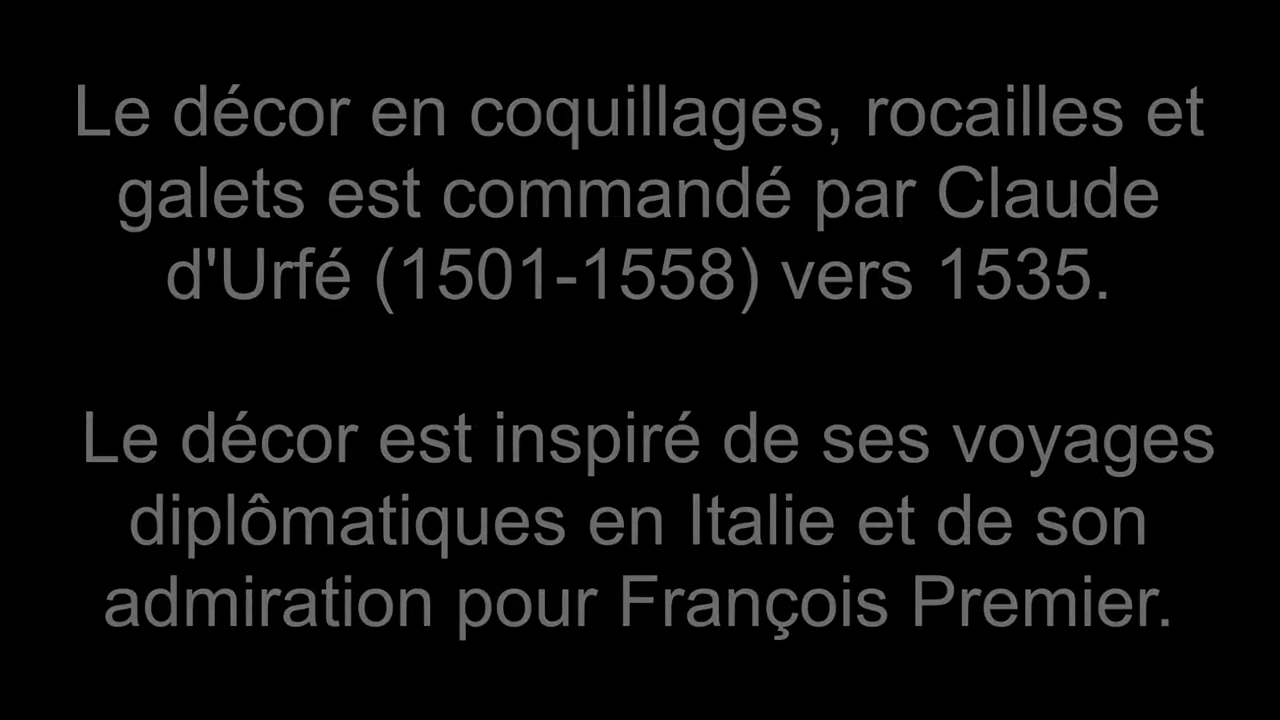 Le décor en coquillages, rocailles et
galets est commandé par Claude
d'Urfé (1501-1558) vers 1535.
Le décor est inspiré de ses voyages
diplômatiques en Italie et de son
admiration pour François Premier.